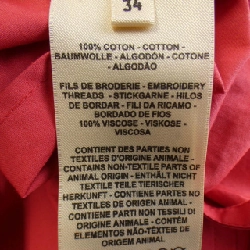 34
100% COTON - COTTON -
BAUMWOLLE - ALGODÓN - COTONE
- ALGODÃO
FILS DE BRODERIE - EMBROIDERY
THREADS - STICKGARNE - HILOS
DE BORDAR - FILI DA RICAMO -
BORDADO DE FIOS
100% VISCOSE - VISKOSE -
VISCOSA
CONTIENT DES PARTIES NON
TEXTILES D'ORIGINE ANIMALE -
CONTAINS NON-TEXTILE PARTS OF
ANIMAL ORIGIN - ENTHÄLT NICHT
TEXTILE TEILE TIERISCHER
HERKUNFT - CONTIENE PARTES NO
TEXTILES DE ORIGEN ANIMAL -
CONTIENE PARTI NON TESSILI DI
ORIGINE ANIMALE - CONTÉM
ELEMENTOS NÃO-TÊXTEIS DE
ORIGEM ANIMAL